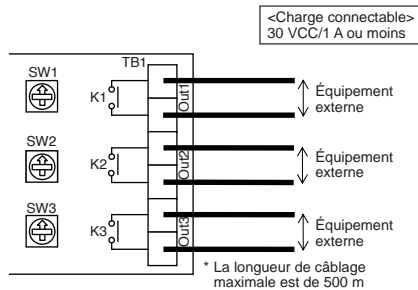 <Charge connectable>
30 VCC/1 A ou moins
TB1
SW1
K1
Out1
Équipement
externe
SW2
K2
Out2
Équipement
externe
SW3
K3
Out3
Équipement
externe
* La longueur de câblage
maximale est de 500 m